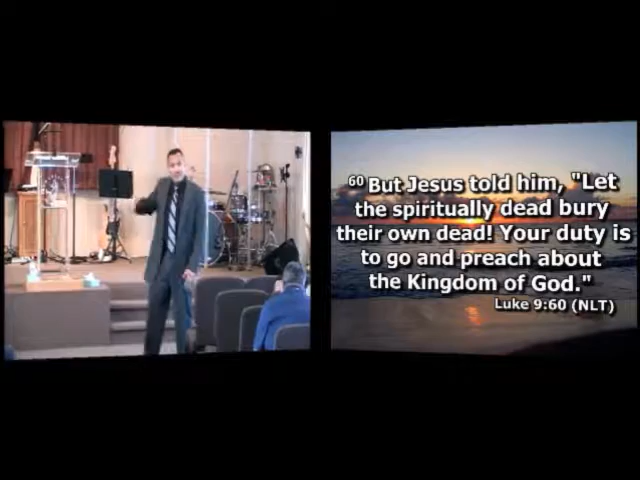 60 But Jesus told him, "Let
the spiritually dead bury
their own dead! Your duty is
to go and preach about
the Kingdom of God."
Luke 9:60 (NLT)